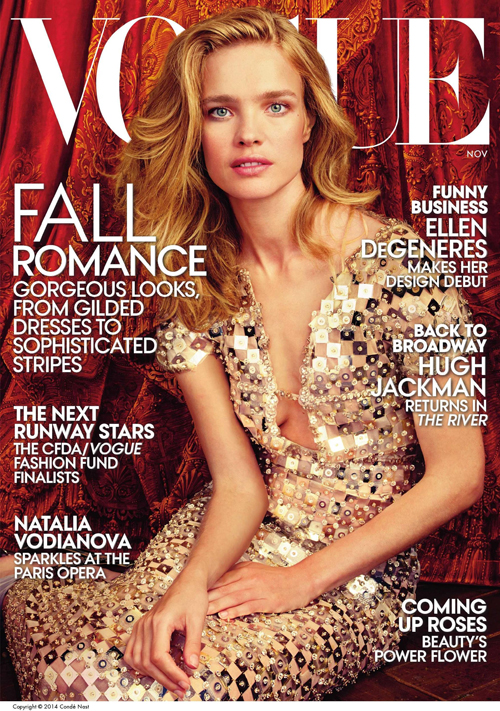 VOGUE
NOV
FALL
ROMANCE
GORGEOUS LOOKS,
FROM GILDED
DRESSES TO
SOPHISTICATED
STRIPES
THE NEXT
RUNWAY STARS
THE CFDA/VOGUE
FASHION FUND
FINALISTS
NATALIA
VODIANOVA
SPARKLES AT THE
PARIS OPERA
FUNNY
BUSINESS
ELLEN
DeGENERES
MAKES HER
DESIGN DEBUT
BACK TO
BROADWAY
HUGH
JACKMAN
RETURNS IN
THE RIVER
COMING
UP ROSES
BEAUTY'S
POWER FLOWER
Copyright © 2014 Condé Nast